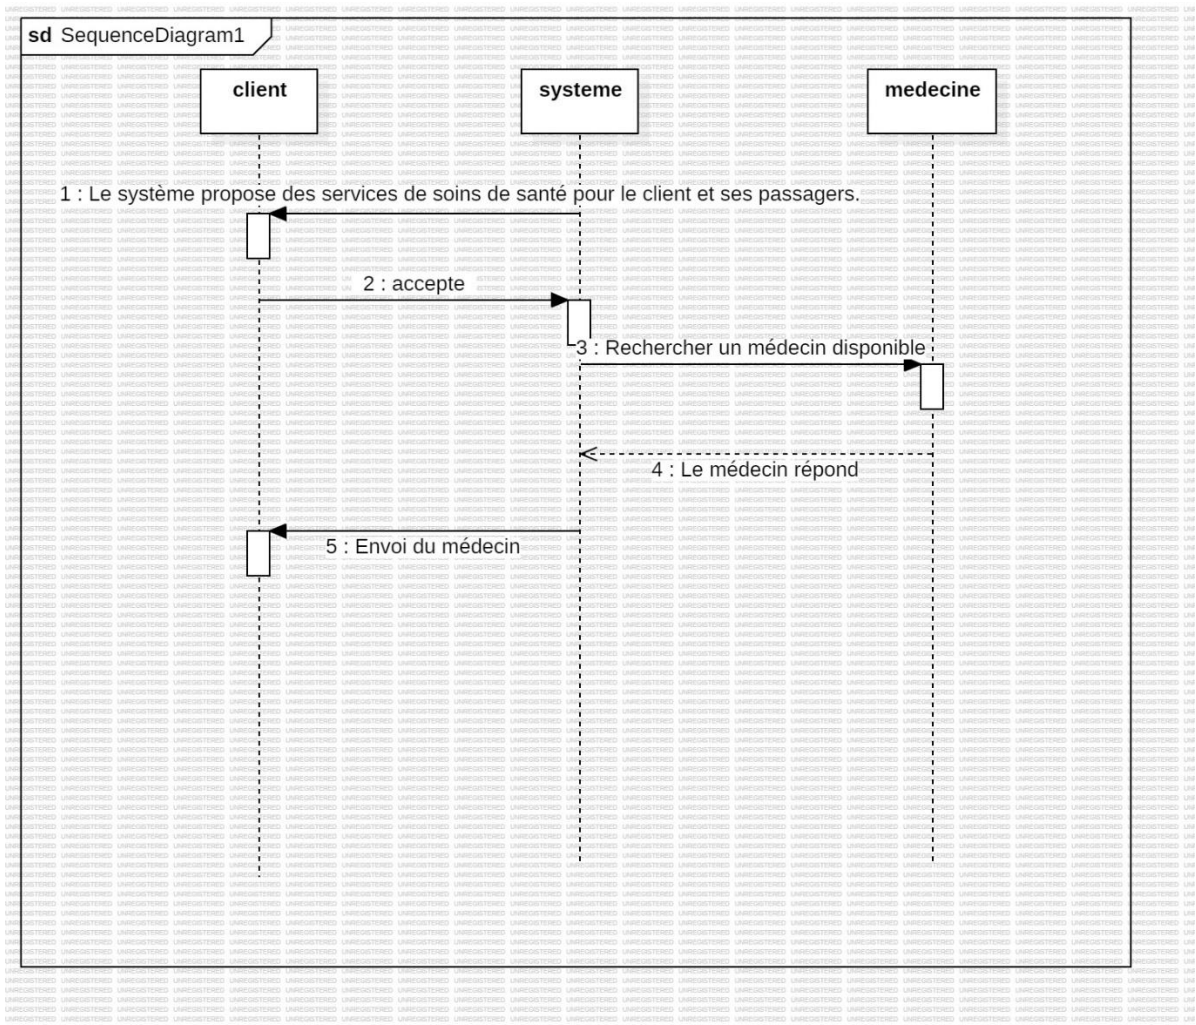 sd SequenceDiagram1
client
systeme
medecine
1 : Le système propose des services de soins de santé pour le client et ses passagers.
2 : accepte
3 : Rechercher un médecin disponible
4 : Le médecin répond
5 : Envoi du médecin